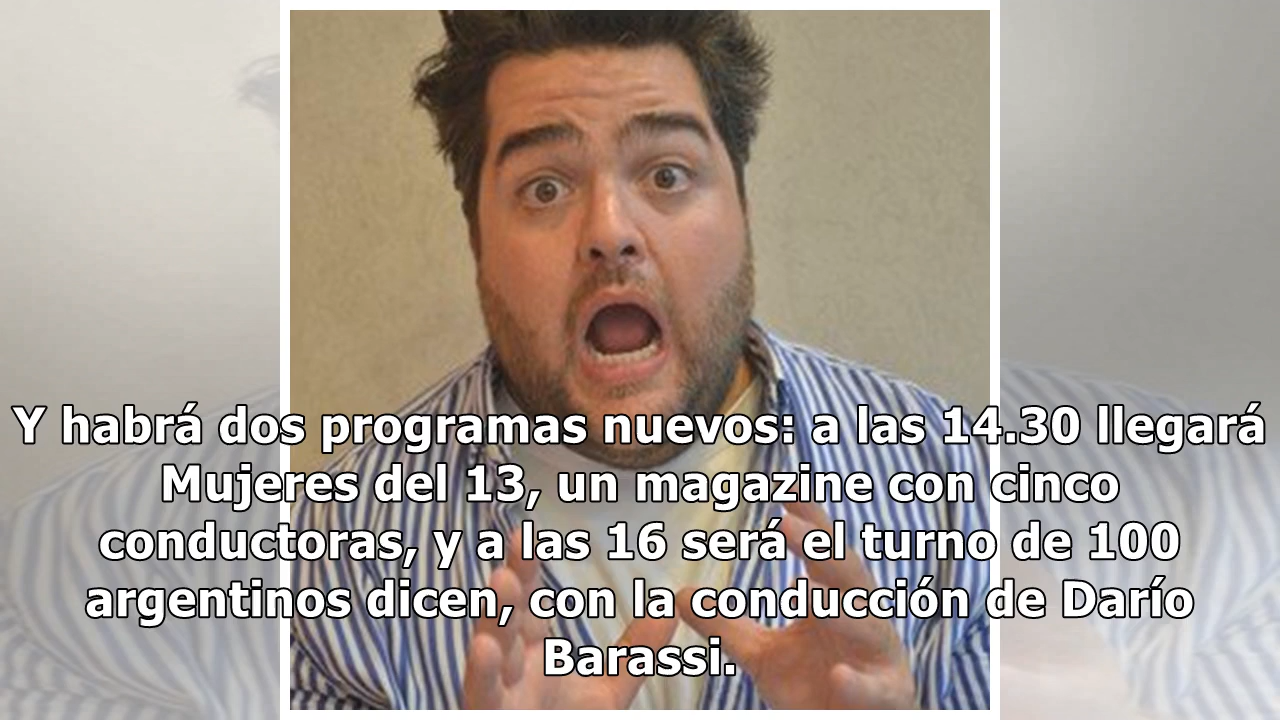 Y habrá dos programas nuevos: a las 14.30 llegará
Mujeres del 13, un magazine con cinco
conductoras, y a las 16 será el turno de 100
argentinos dicen, con la conducción de Darío
Barassi.